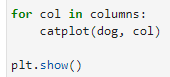 for col in columns:
    catplot(dog, col)
plt.show()